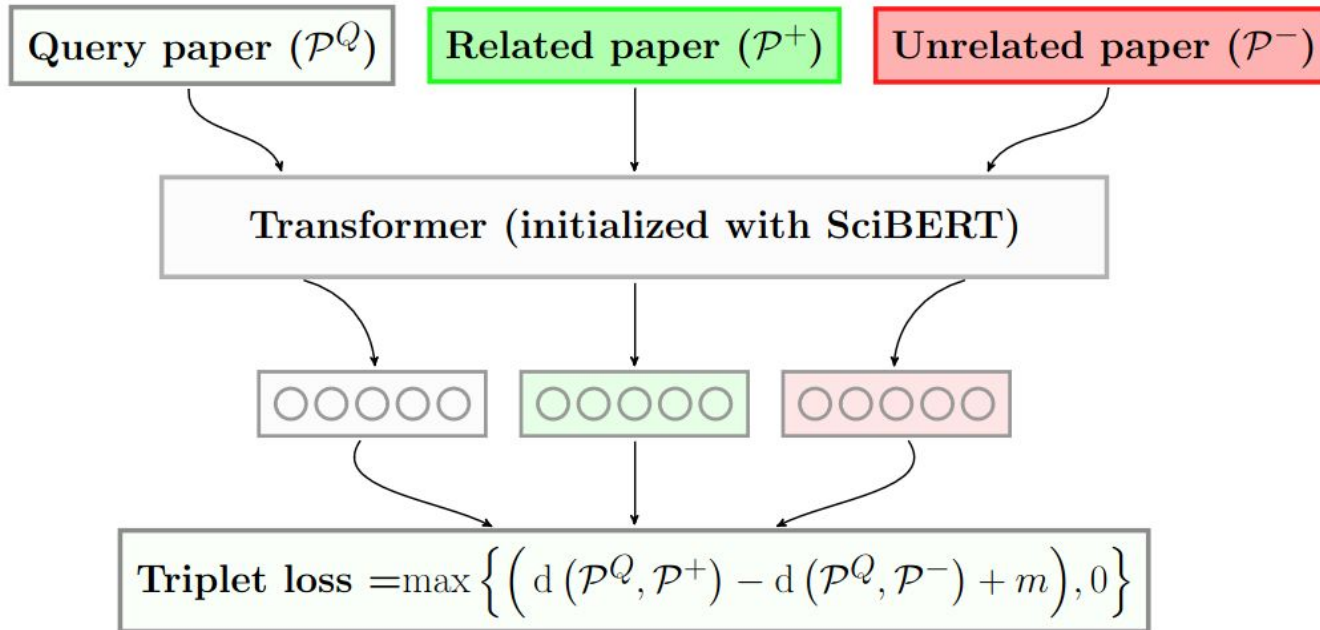 Query paper (𝒫^Q)
Related paper (𝒫^+)
Unrelated paper (𝒫^−)
Transformer (initialized with SciBERT)
Triplet loss =max{(d(𝒫^Q, 𝒫^+) − d(𝒫^Q, 𝒫^−) + m), 0}